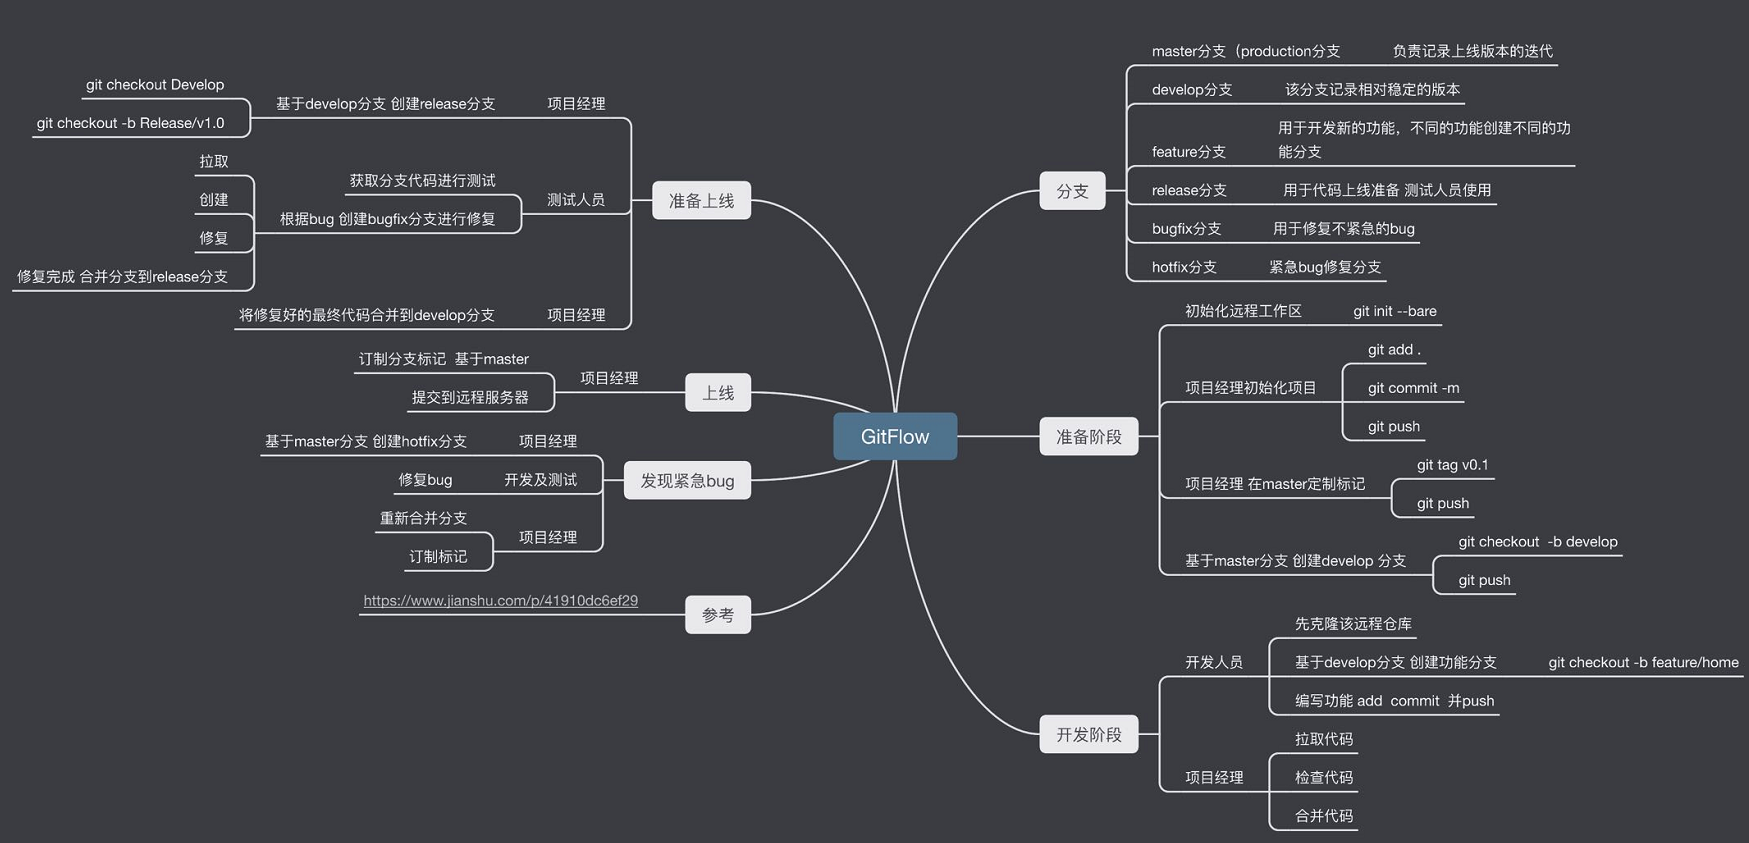 GitFlow
分支
master分支（production分支
负责记录上线版本的迭代
develop分支
该分支记录相对稳定的版本
feature分支
用于开发新的功能，不同的功能创建不同的功
能分支
release分支
用于代码上线准备 测试人员使用
bugfix分支
用于修复不紧急的bug
hotfix分支
紧急bug修复分支
准备阶段
初始化远程工作区
git init --bare
项目经理初始化项目
git add .
git commit -m
git push
项目经理 在master定制标记
git tag v0.1
git push
基于master分支 创建develop 分支
git checkout  -b develop
git push
开发阶段
开发人员
先克隆该远程仓库
基于develop分支 创建功能分支
git checkout -b feature/home
编写功能 add  commit  并push
项目经理
拉取代码
检查代码
合并代码
准备上线
项目经理
基于develop分支 创建release分支
git checkout Develop
git checkout -b Release/v1.0
测试人员
获取分支代码进行测试
根据bug 创建bugfix分支进行修复
拉取
创建
修复
修复完成 合并分支到release分支
项目经理
将修复好的最终代码合并到develop分支
上线
项目经理
订制分支标记  基于master
提交到远程服务器
发现紧急bug
项目经理
基于master分支 创建hotfix分支
开发及测试
修复bug
项目经理
重新合并分支
订制标记
参考
https://www.jianshu.com/p/41910dc6ef29